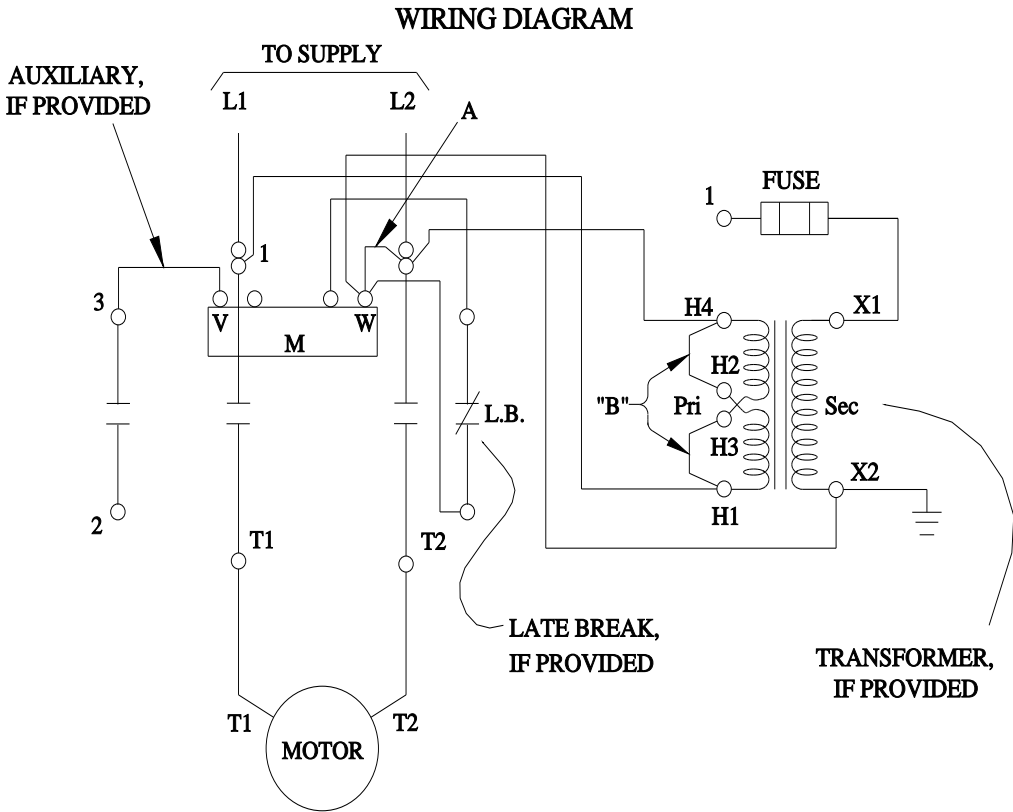 WIRING DIAGRAM
TO SUPPLY
AUXILIARY,
IF PROVIDED
L1
L2
A
FUSE
1
1
3
V
W
M
H4
X1
H2
"B"
Pri
Sec
L.B.
H3
X2
H1
2
T1
T2
LATE BREAK,
IF PROVIDED
TRANSFORMER,
IF PROVIDED
T1
T2
MOTOR